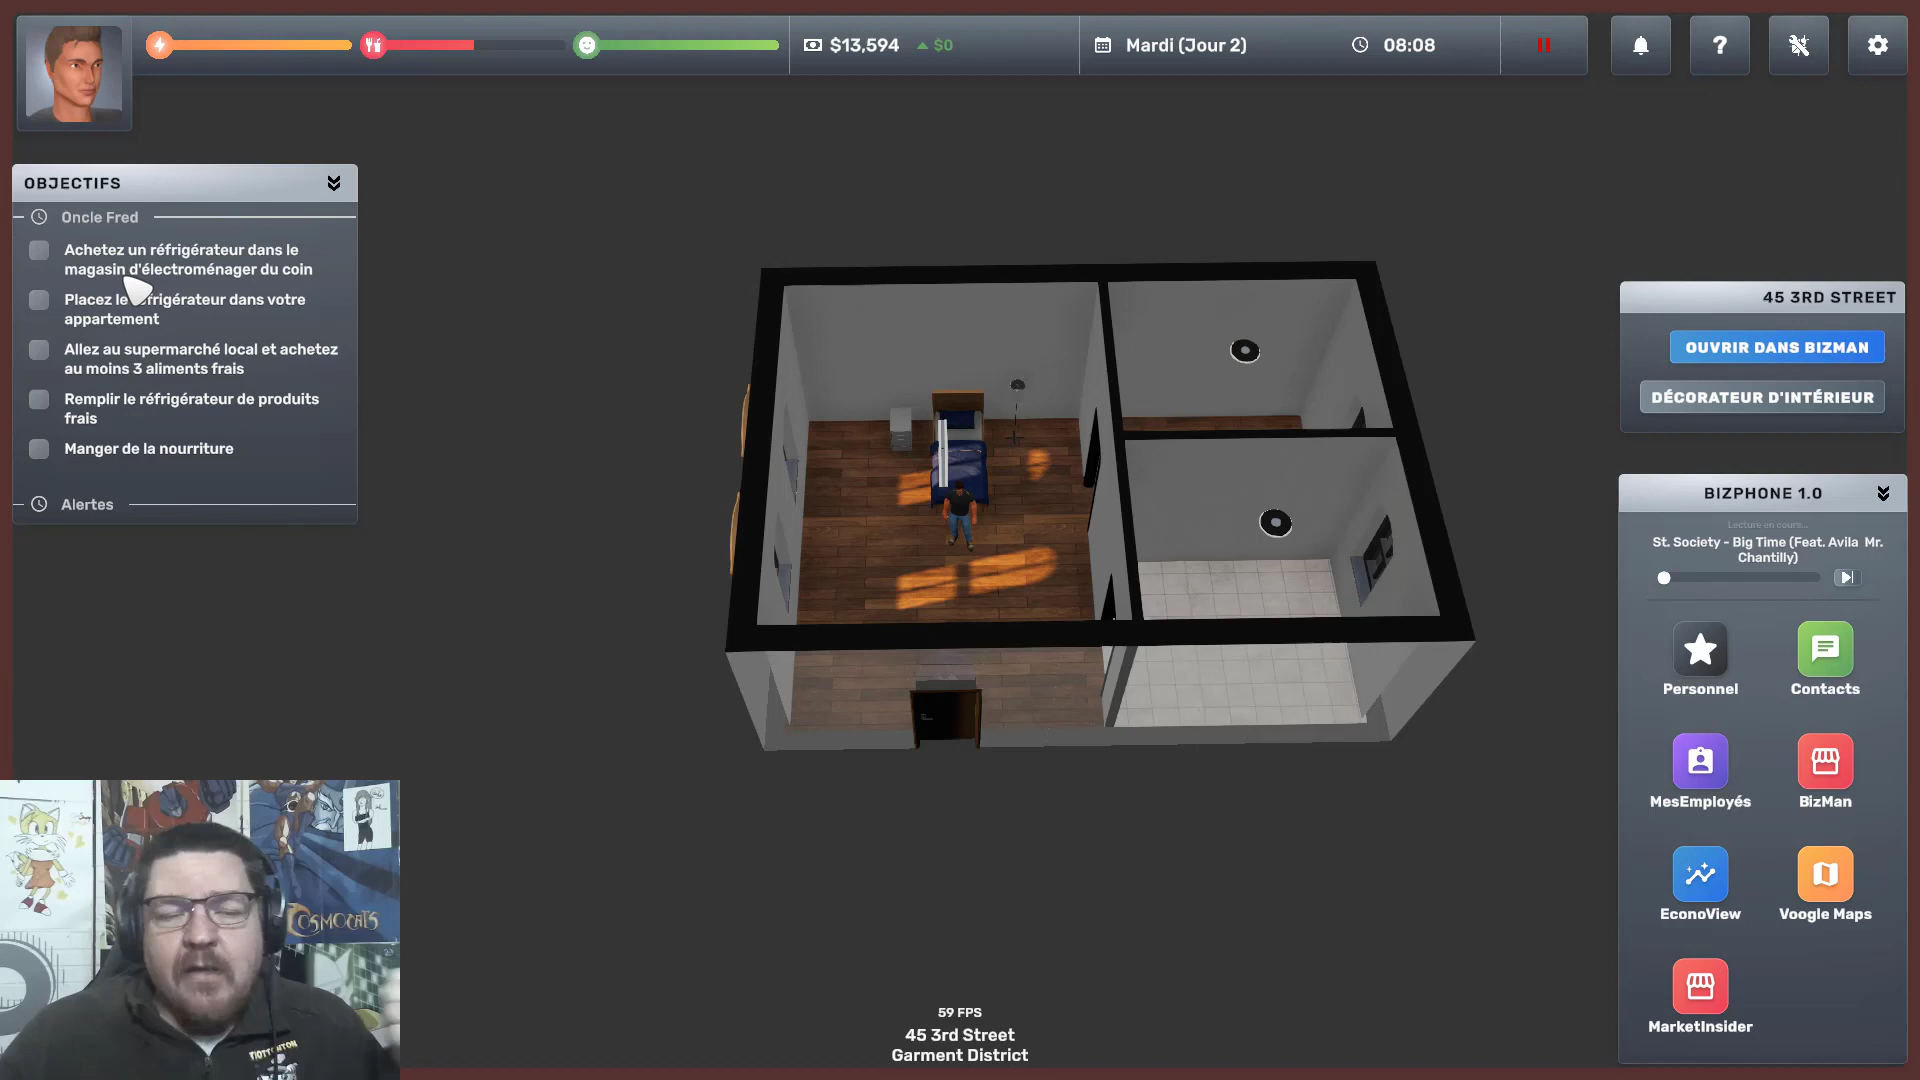 $13,594
$0
Mardi (Jour 2)
08:08
?
OBJECTIFS
Oncle Fred
Achetez un réfrigérateur dans le
magasin d'électroménager du coin
Placez le réfrigérateur dans votre
appartement
Allez au supermarché local et achetez
au moins 3 aliments frais
Remplir le réfrigérateur de produits
frais
Manger de la nourriture
Alertes
45 3RD STREET
OUVRIR DANS BIZMAN
DÉCORATEUR D'INTÉRIEUR
BIZPHONE 1.0
Lecture en cours...
St. Society - Big Time (Feat. Avila Mr.
Chantilly)
Personnel
Contacts
MesEmployés
BizMan
EconoView
Voogle Maps
MarketInsider
COSMOCATS
59 FPS
45 3rd Street
Garment District